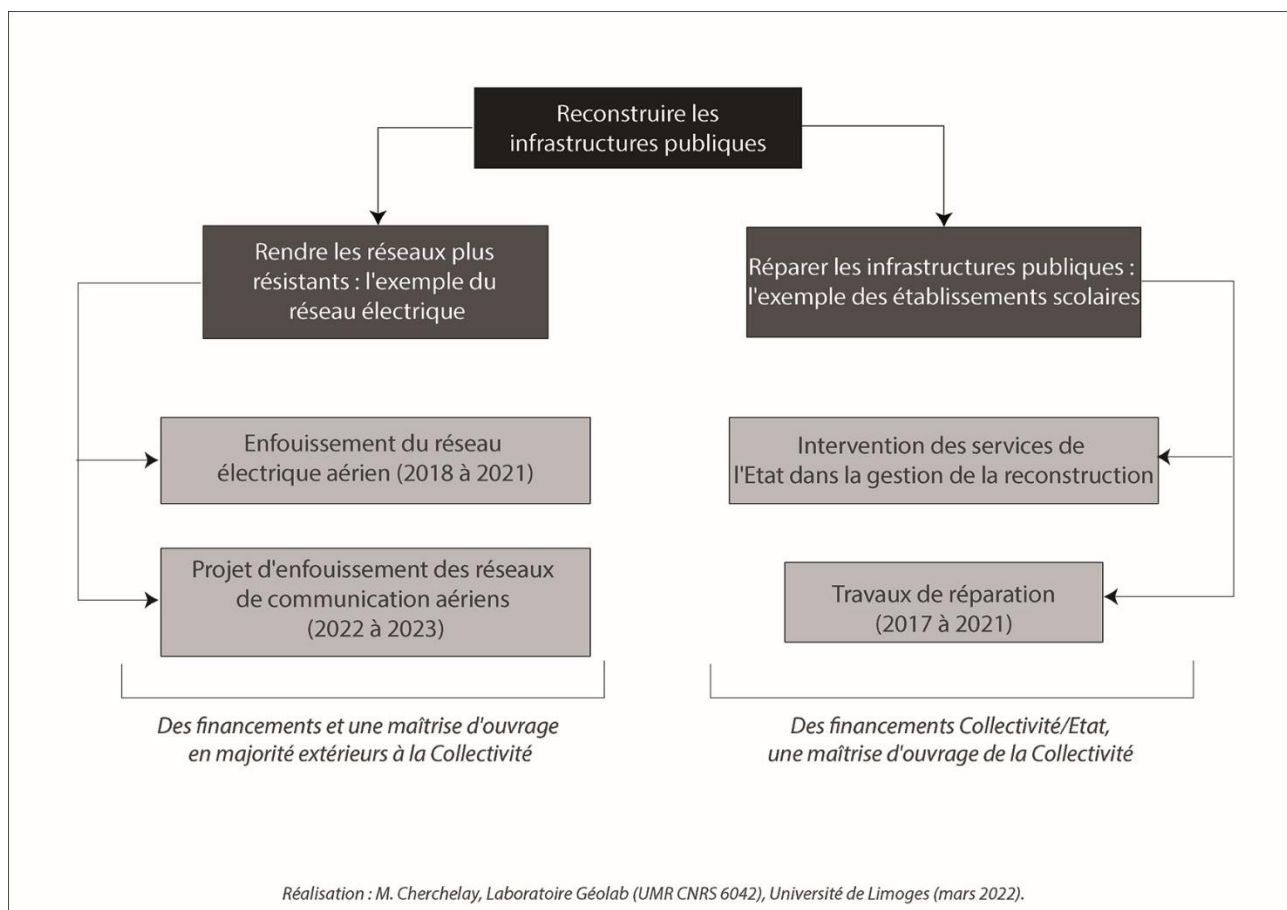 Reconstruire les
infrastructures publiques
Rendre les réseaux plus
résistants : l'exemple du
réseau électrique
Réparer les infrastructures publiques :
l'exemple des établissements scolaires
Enfouissement du réseau
électrique aérien (2018 à 2021)
Intervention des services de
l'Etat dans la gestion de la reconstruction
Projet d'enfouissement des réseaux
de communication aériens
(2022 à 2023)
Travaux de réparation
(2017 à 2021)
Des financements et une maîtrise d'ouvrage
en majorité extérieurs à la Collectivité
Des financements Collectivité/Etat,
une maîtrise d'ouvrage de la Collectivité
Réalisation : M. Cherchelay, Laboratoire Géolab (UMR CNRS 6042), Université de Limoges (mars 2022).